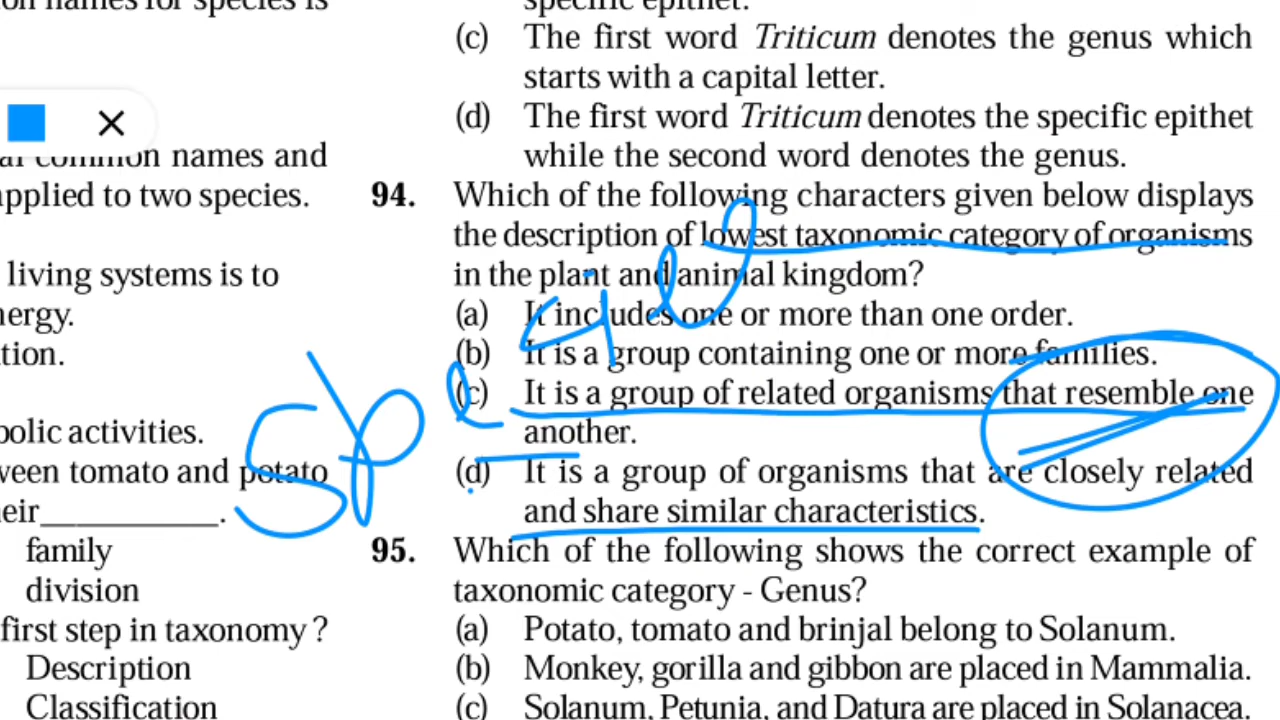 on names for species is
al common names and
applied to two species.
living systems is to
nergy.
tion.
bolic activities.
ween tomato and potato
neir__________.
family
division
first step in taxonomy ?
Description
Classification
specific epithet.
(c) The first word Triticum denotes the genus which
starts with a capital letter.
(d) The first word Triticum denotes the specific epithet
while the second word denotes the genus.
94. Which of the following characters given below displays
the description of lowest taxonomic category of organisms
in the plant and animal kingdom?
(a) It includes one or more than one order.
(b) It is a group containing one or more families.
(c) It is a group of related organisms that resemble one
another.
(d) It is a group of organisms that are closely related
and share similar characteristics.
95. Which of the following shows the correct example of
taxonomic category - Genus?
(a) Potato, tomato and brinjal belong to Solanum.
(b) Monkey, gorilla and gibbon are placed in Mammalia.
(c) Solanum, Petunia, and Datura are placed in Solanacea.